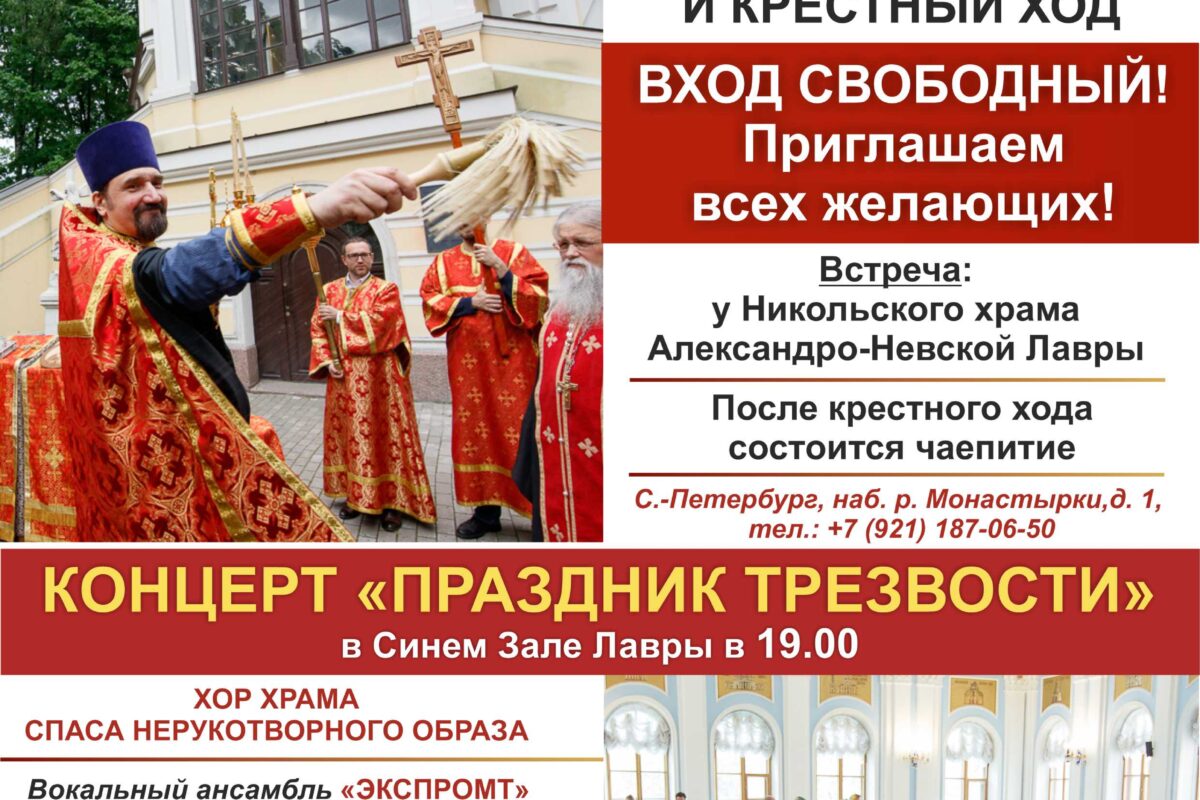 И КРЕСТНЫЙ ХОД
ВХОД СВОБОДНЫЙ!
Приглашаем
всех желающих!
Встреча:
у Никольского храма
Александро-Невской Лавры
После крестного хода
состоится чаепитие
С.-Петербург, наб. р. Монастырки,д. 1,
тел.: +7 (921) 187-06-50
КОНЦЕРТ «ПРАЗДНИК ТРЕЗВОСТИ»
в Синем Зале Лавры в 19.00
ХОР ХРАМА
СПАСА НЕРУКОТВОРНОГО ОБРАЗА
Вокальный ансамбль «ЭКСПРОМТ»